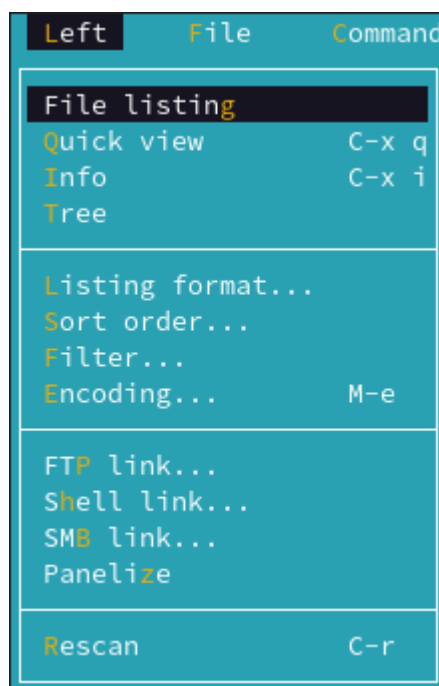 Left File Command
File listing
Quick view C-x q
Info C-x i
Tree
Listing format...
Sort order...
Filter...
Encoding... M-e
FTP link...
Shell link...
SMB link...
Panelize
Rescan C-r